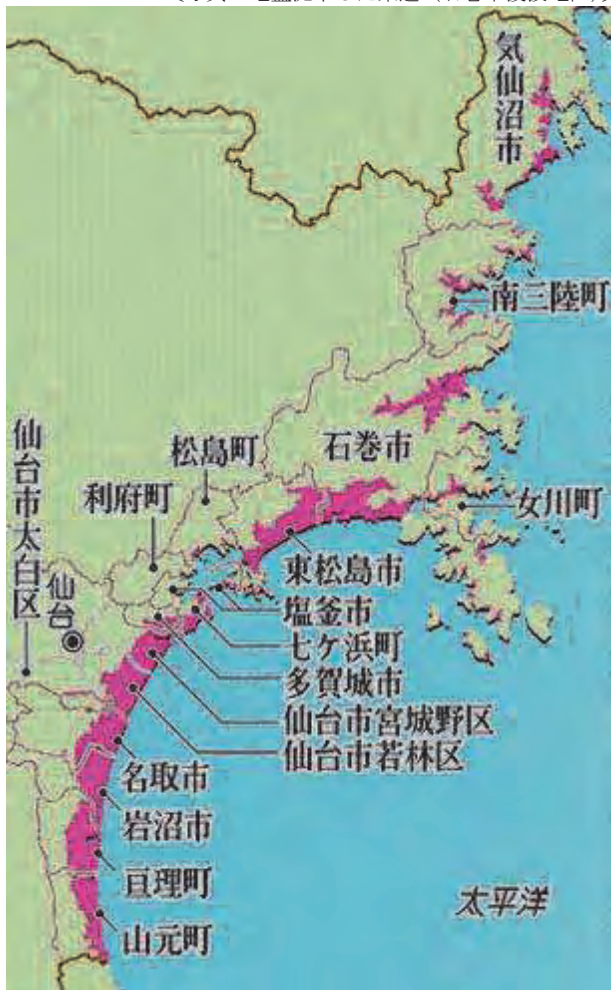 気仙沼市
南三陸町
石巻市
松島町
利府町
女川町
仙台市太白区
仙台
東松島市
塩釜市
七ケ浜町
多賀城市
仙台市宮城野区
仙台市若林区
名取市
岩沼市
亘理町
山元町
太平洋